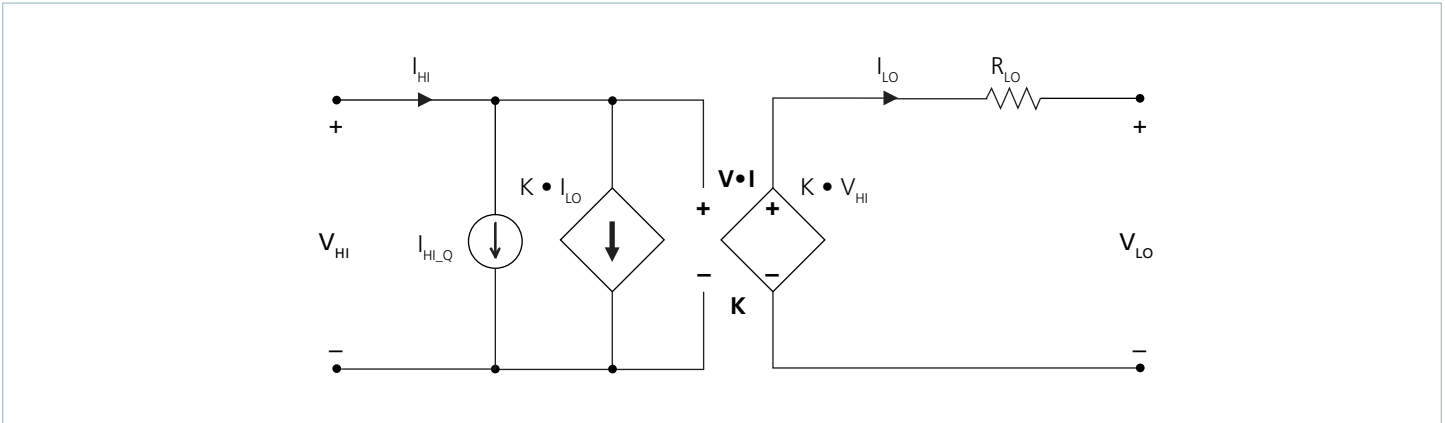 I_HI
I_LO
R_LO
+
+
K • I_LO
V•I
K • V_HI
+
+
V_HI
I_HI_Q
V_LO
–
–
K
–
–